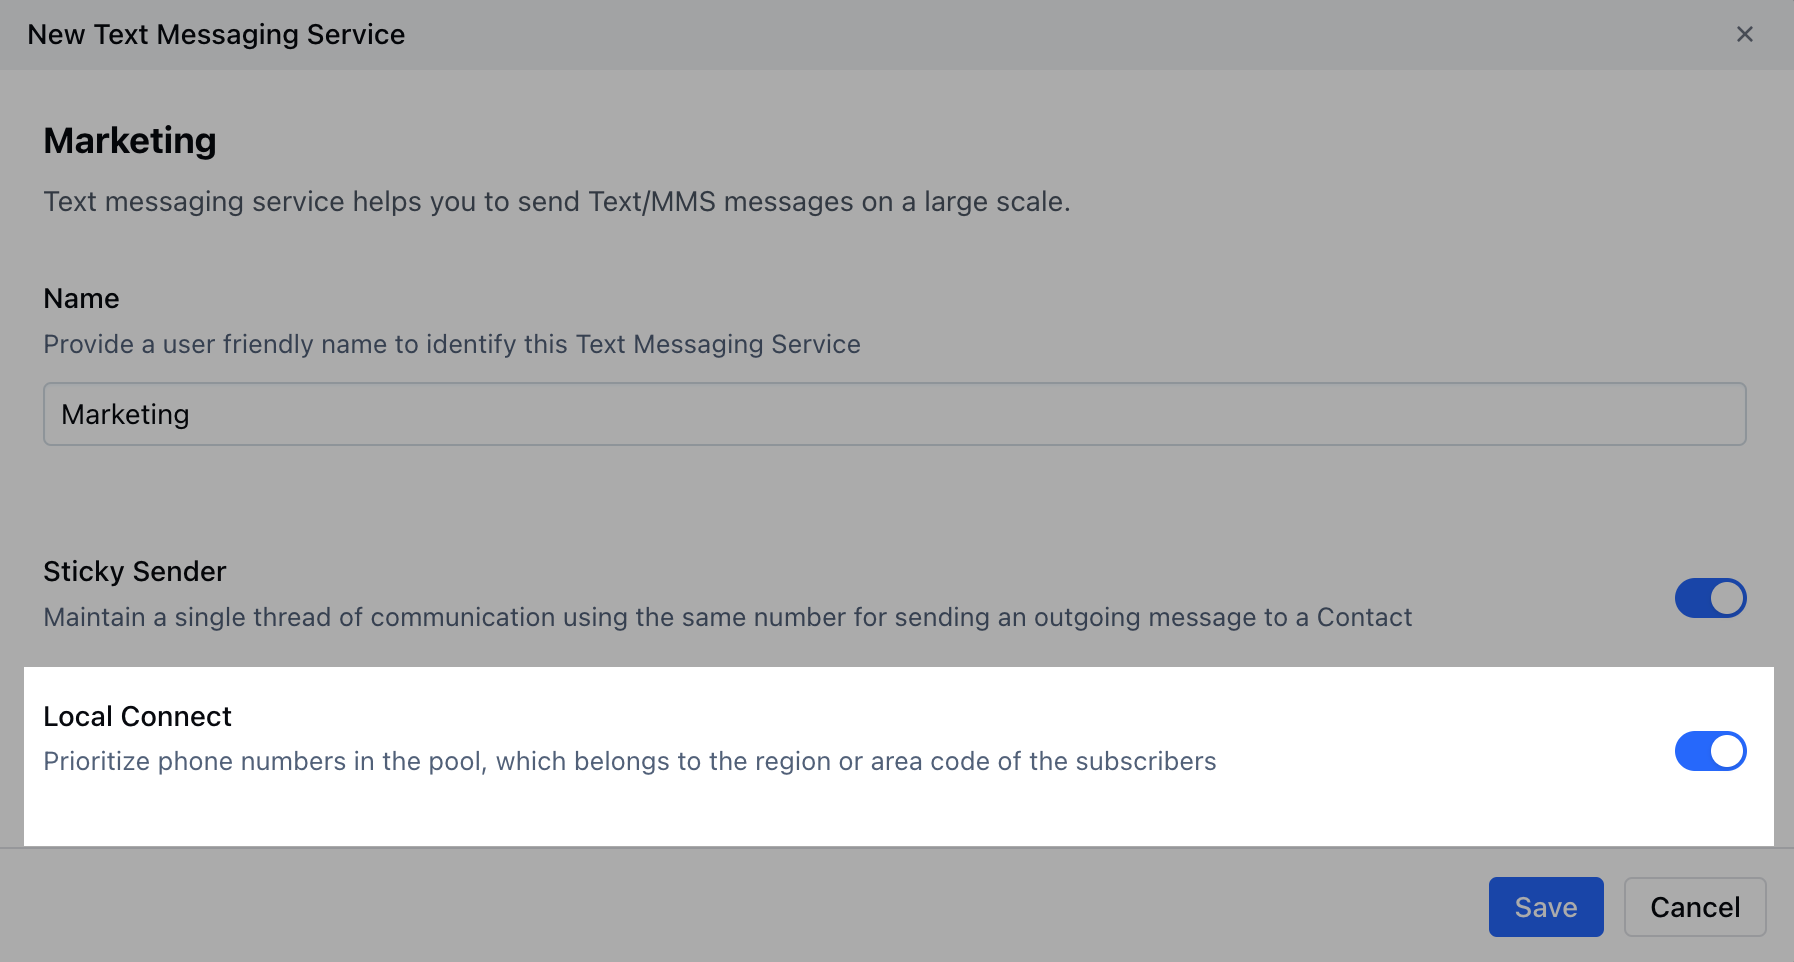 New Text Messaging Service
Marketing
Text messaging service helps you to send Text/MMS messages on a large scale.
Name
Provide a user friendly name to identify this Text Messaging Service
Marketing
Sticky Sender
Maintain a single thread of communication using the same number for sending an outgoing message to a Contact
Local Connect
Prioritize phone numbers in the pool, which belongs to the region or area code of the subscribers
Save
Cancel